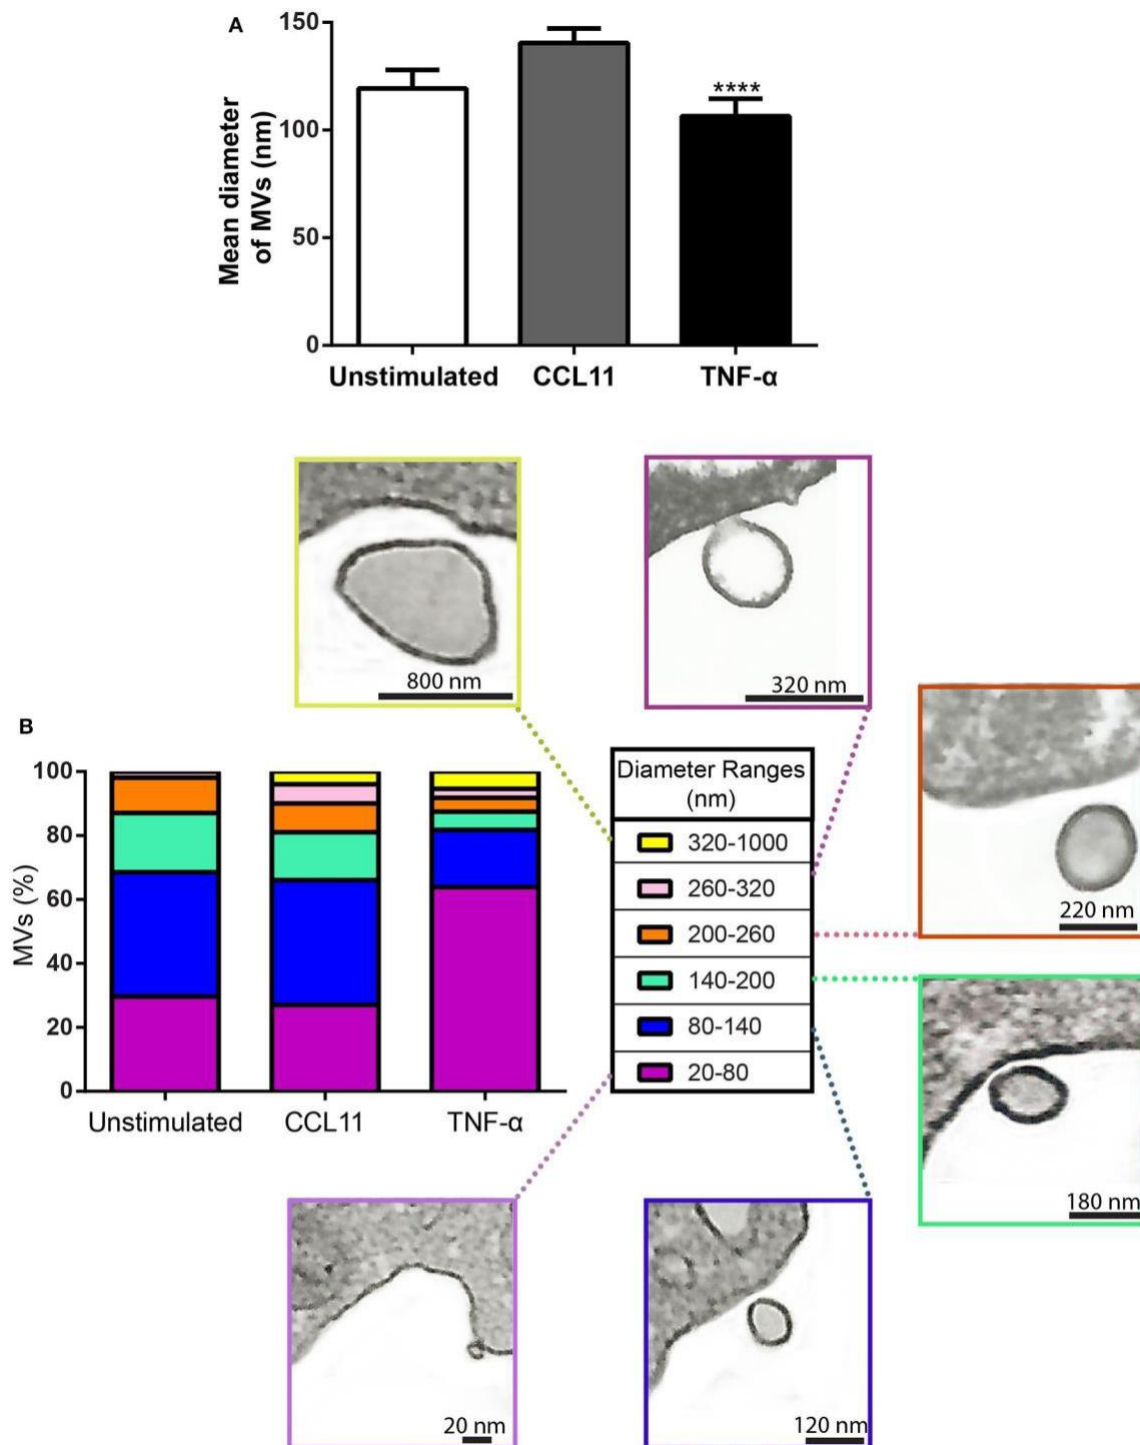 A
150
100
50
0
Mean diameter
of MVs (nm)
****
Unstimulated CCL11 TNF-α
800 nm
320 nm
B
100
80
60
40
20
0
MVs (%)
Unstimulated CCL11 TNF-α
Diameter Ranges
(nm)
320-1000
260-320
200-260
140-200
80-140
20-80
220 nm
180 nm
20 nm
120 nm